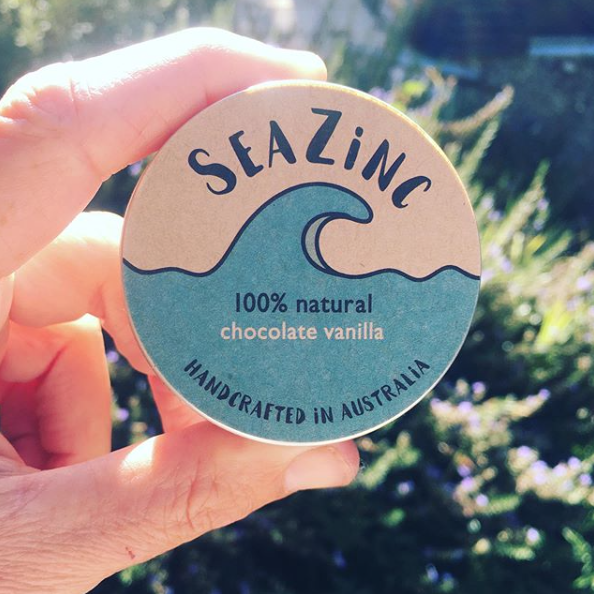 SEAZiNC
100% natural
chocolate vanilla
HANDCRAFTED iN AUSTRALiA